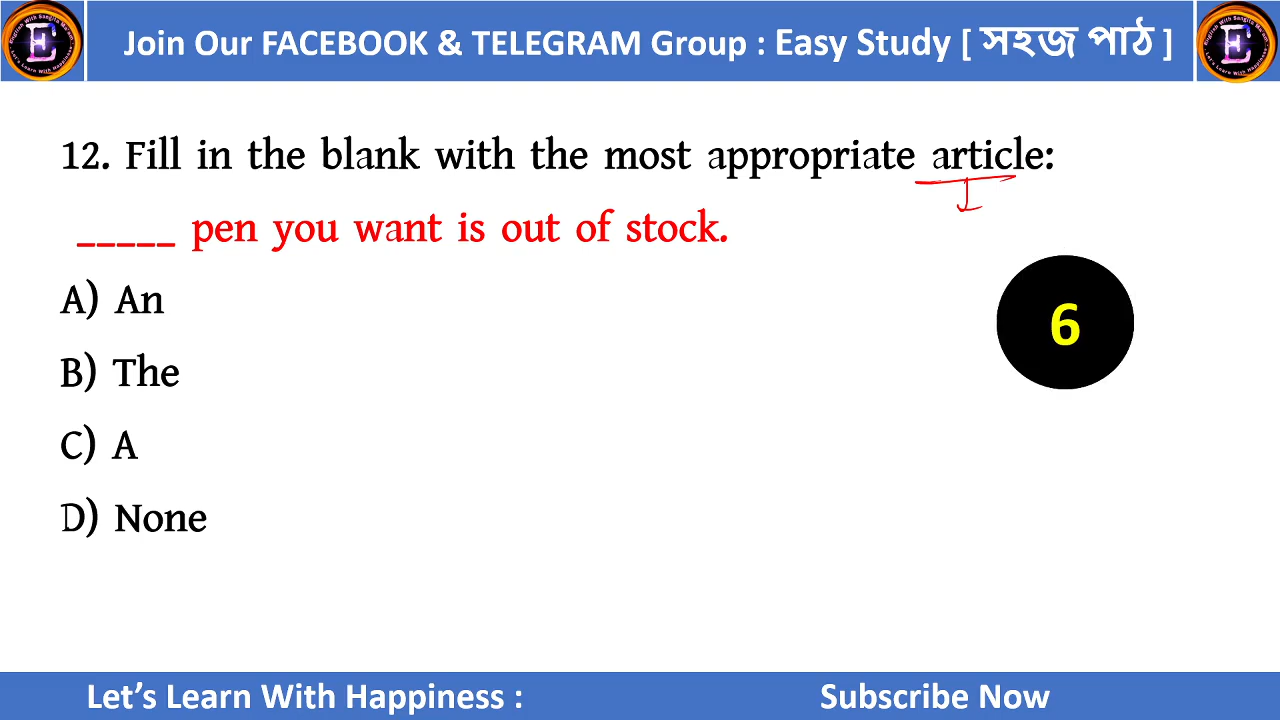 Join Our FACEBOOK & TELEGRAM Group : Easy Study [ সহজ পাঠ ]
12. Fill in the blank with the most appropriate article:
_____ pen you want is out of stock.
A) An
6
B) The
C) A
D) None
Let's Learn With Happiness :
Subscribe Now